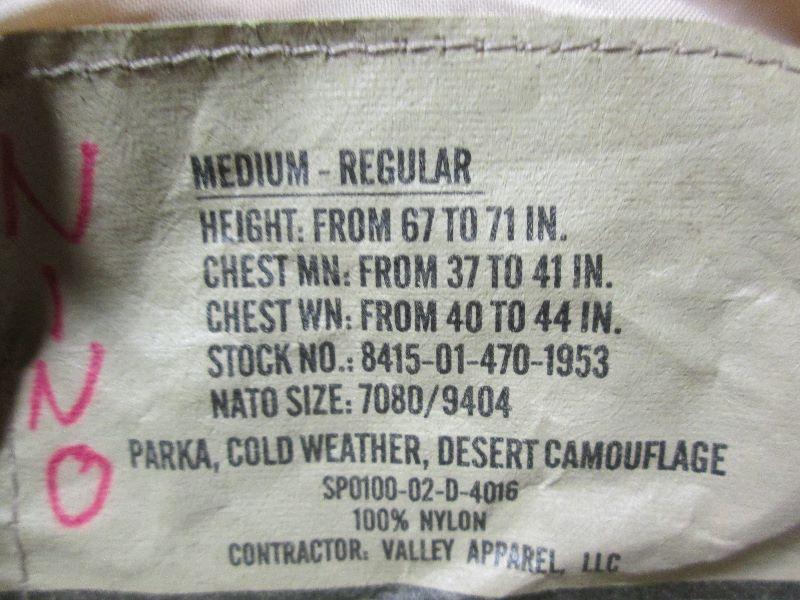 MEDIUM - REGULAR
HEIGHT: FROM 67 TO 71 IN.
CHEST MN: FROM 37 TO 41 IN.
CHEST WN: FROM 40 TO 44 IN.
STOCK NO.: 8415-01-470-1953
NATO SIZE: 7080/9404
PARKA, COLD WEATHER, DESERT CAMOUFLAGE
SP0100-02-D-4016
100% NYLON
CONTRACTOR: VALLEY APPAREL, LLC
NINO